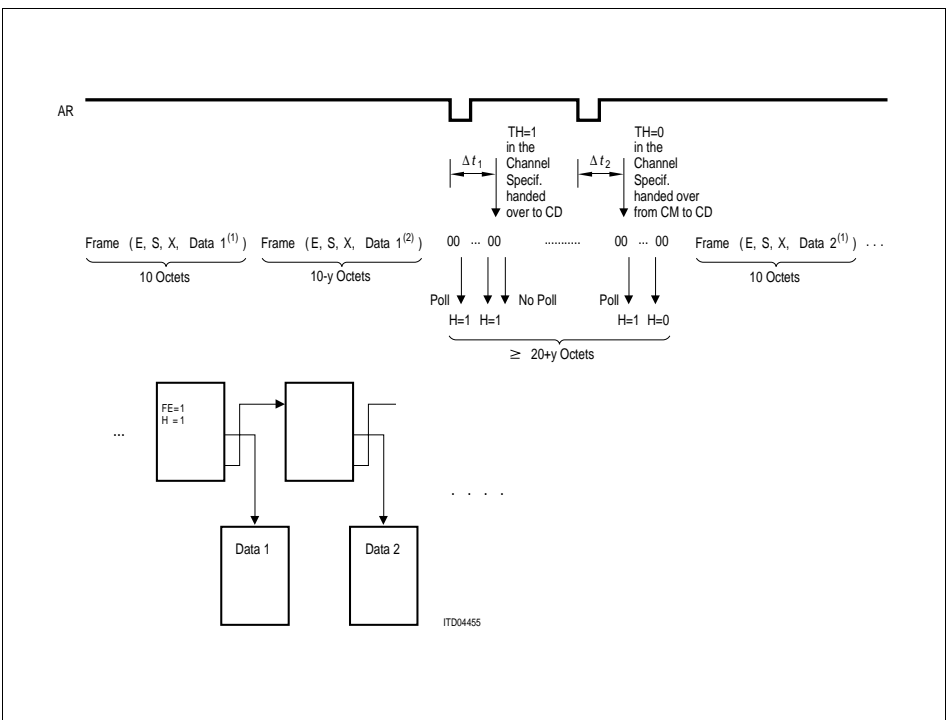 AR
TH=1
in the
Channel
Specif.
handed
over to CD
TH=0
in the
Channel
Specif.
handed over
from CM to CD
Δt₁
Δt₂
Frame (E, S, X, Data 1⁽¹⁾) Frame (E, S, X, Data 1⁽²⁾) 00 ... 00 ........... 00 ... 00 Frame (E, S, X, Data 2⁽¹⁾) . . .
10 Octets 10-y Octets 10 Octets
Poll No Poll Poll
H=1 H=1 H=1 H=0
≥ 20+y Octets
FE=1
H =1
...
. . . .
Data 1 Data 2
ITD04455